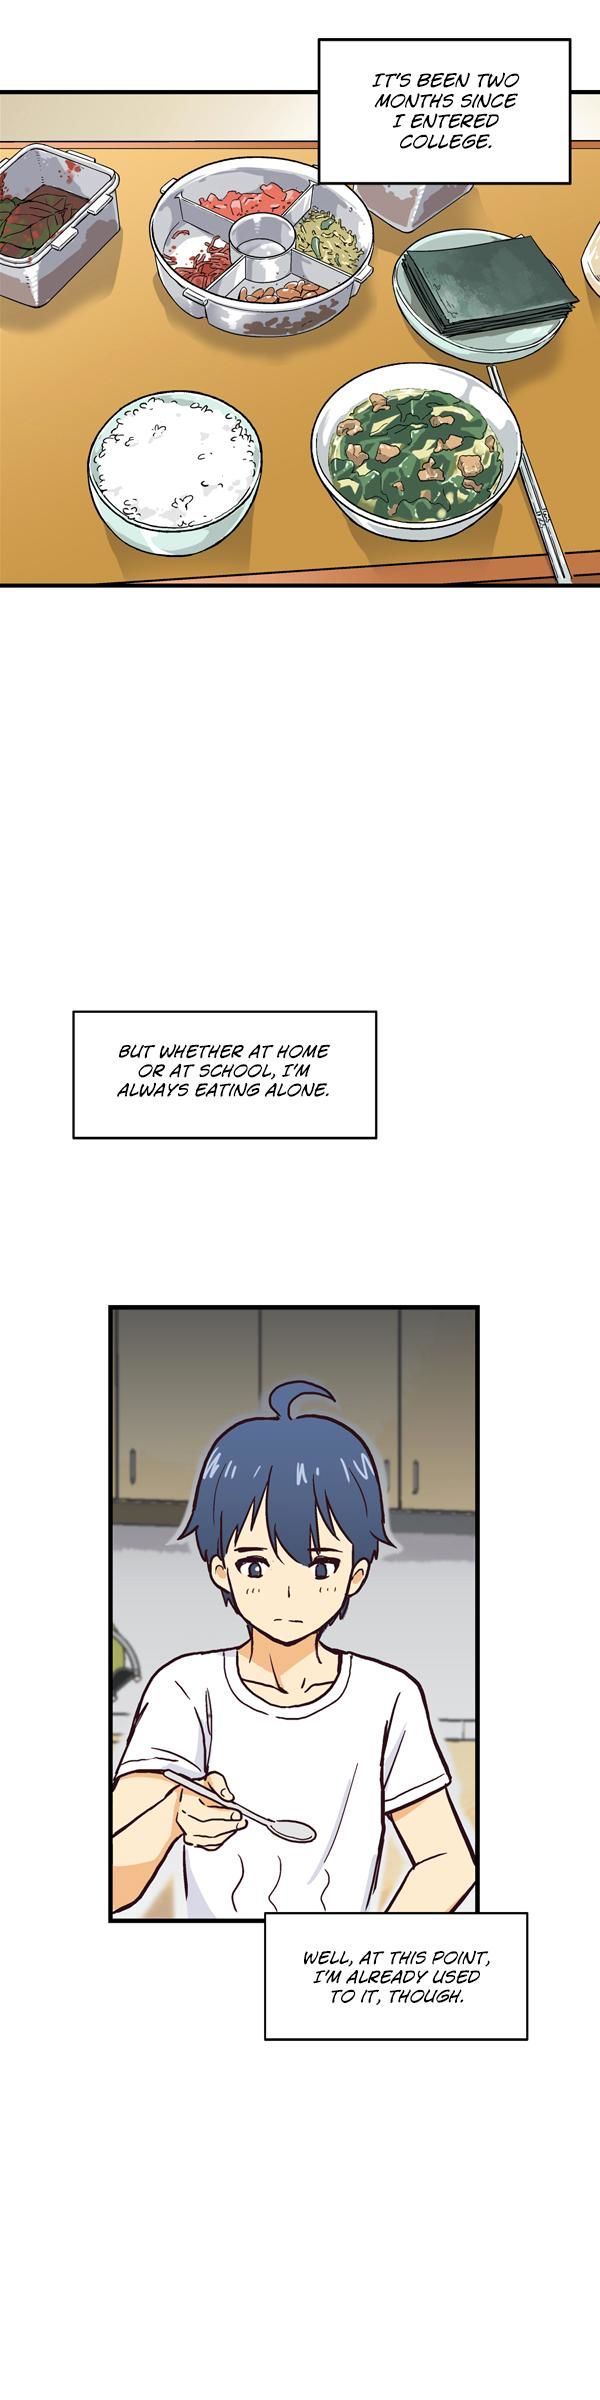 IT'S BEEN TWO
MONTHS SINCE
I ENTERED
COLLEGE.
BUT WHETHER AT HOME
OR AT SCHOOL, I'M
ALWAYS EATING ALONE.
WELL, AT THIS POINT,
I'M ALREADY USED
TO IT, THOUGH.